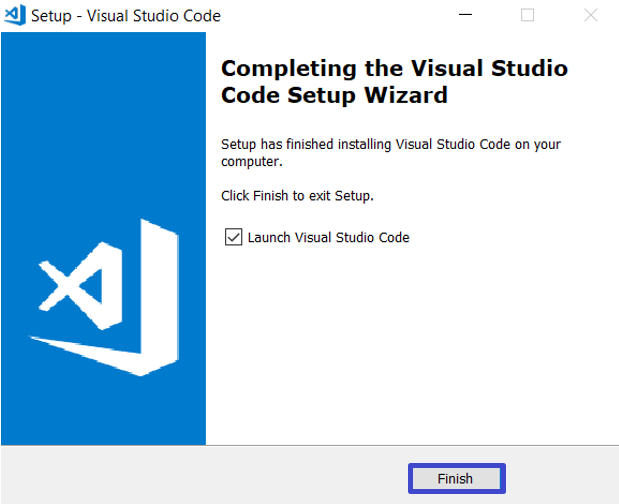 Setup - Visual Studio Code
Completing the Visual Studio
Code Setup Wizard
Setup has finished installing Visual Studio Code on your
computer.
Click Finish to exit Setup.
Launch Visual Studio Code
Finish